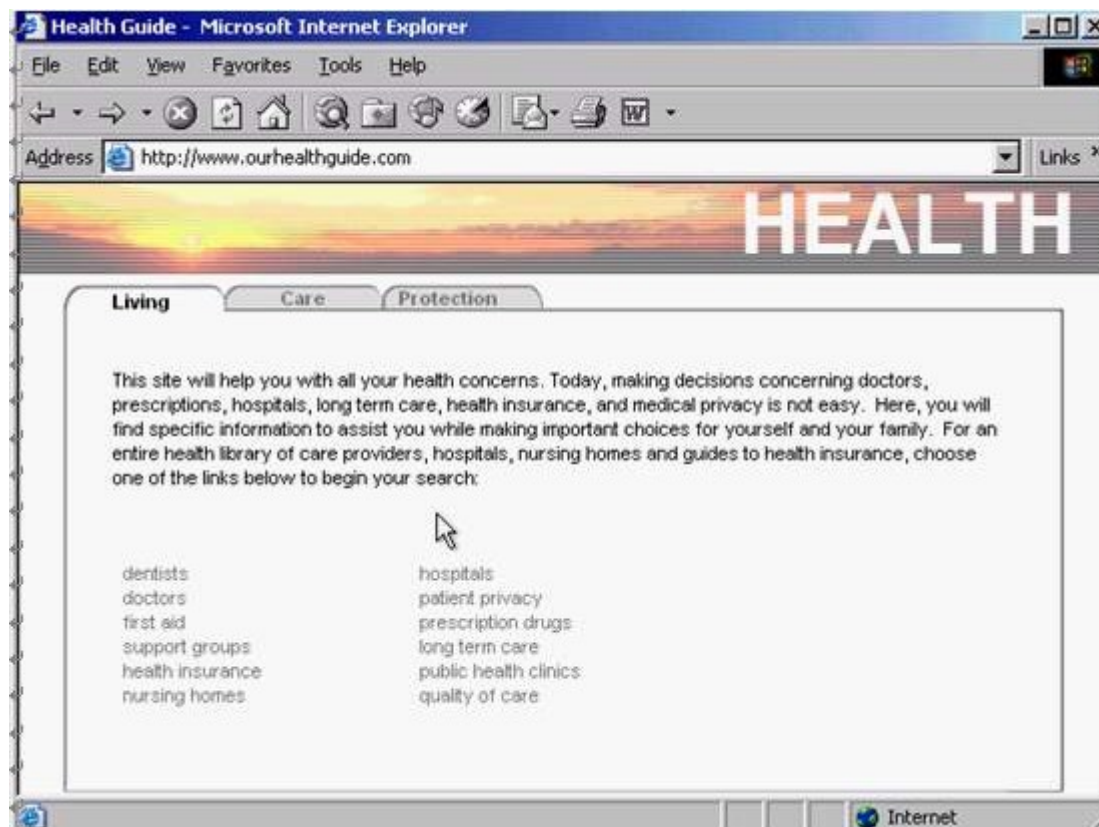 Health Guide - Microsoft Internet Explorer
File Edit View Favorites Tools Help
Address http://www.ourhealthguide.com Links
HEALTH
Living Care Protection
This site will help you with all your health concerns. Today, making decisions concerning doctors,
prescriptions, hospitals, long term care, health insurance, and medical privacy is not easy. Here, you will
find specific information to assist you while making important choices for yourself and your family. For an
entire health library of care providers, hospitals, nursing homes and guides to health insurance, choose
one of the links below to begin your search:
dentists hospitals
doctors patient privacy
first aid prescription drugs
support groups long term care
health insurance public health clinics
nursing homes quality of care
Internet